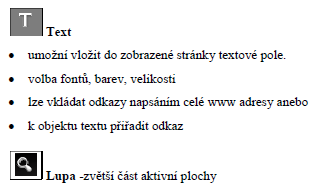 T Text
• umožní vložit do zobrazené stránky textové pole.
• volba fontů, barev, velikosti
• lze vkládat odkazy napsáním celé www adresy anebo
• k objektu textu přiřadit odkaz
Lupa -zvětší část aktivní plochy